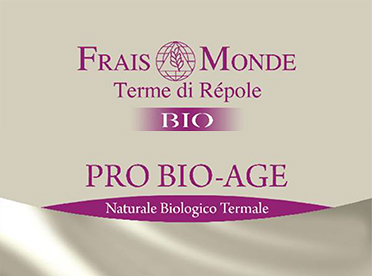 FRAIS MONDE
Terme di Répole
BIO
PRO BIO-AGE
Naturale Biologico Termale